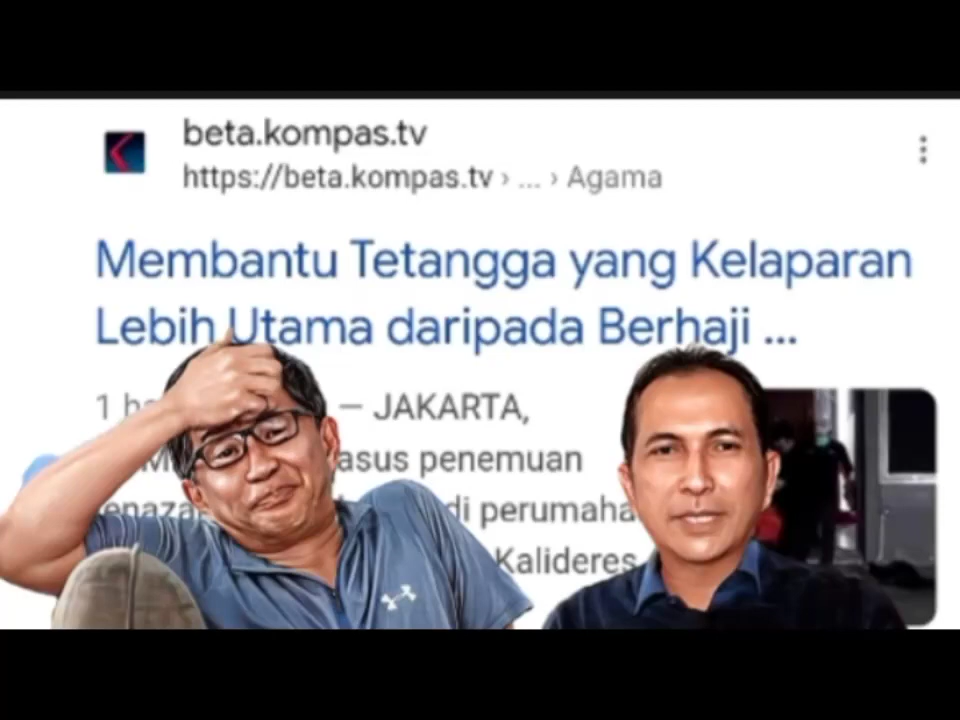 beta.kompas.tv
https://beta.kompas.tv › ... › Agama
Membantu Tetangga yang Kelaparan
Lebih Utama daripada Berhaji ...
1 — JAKARTA,
penemuan
di perumaha
Kalideres